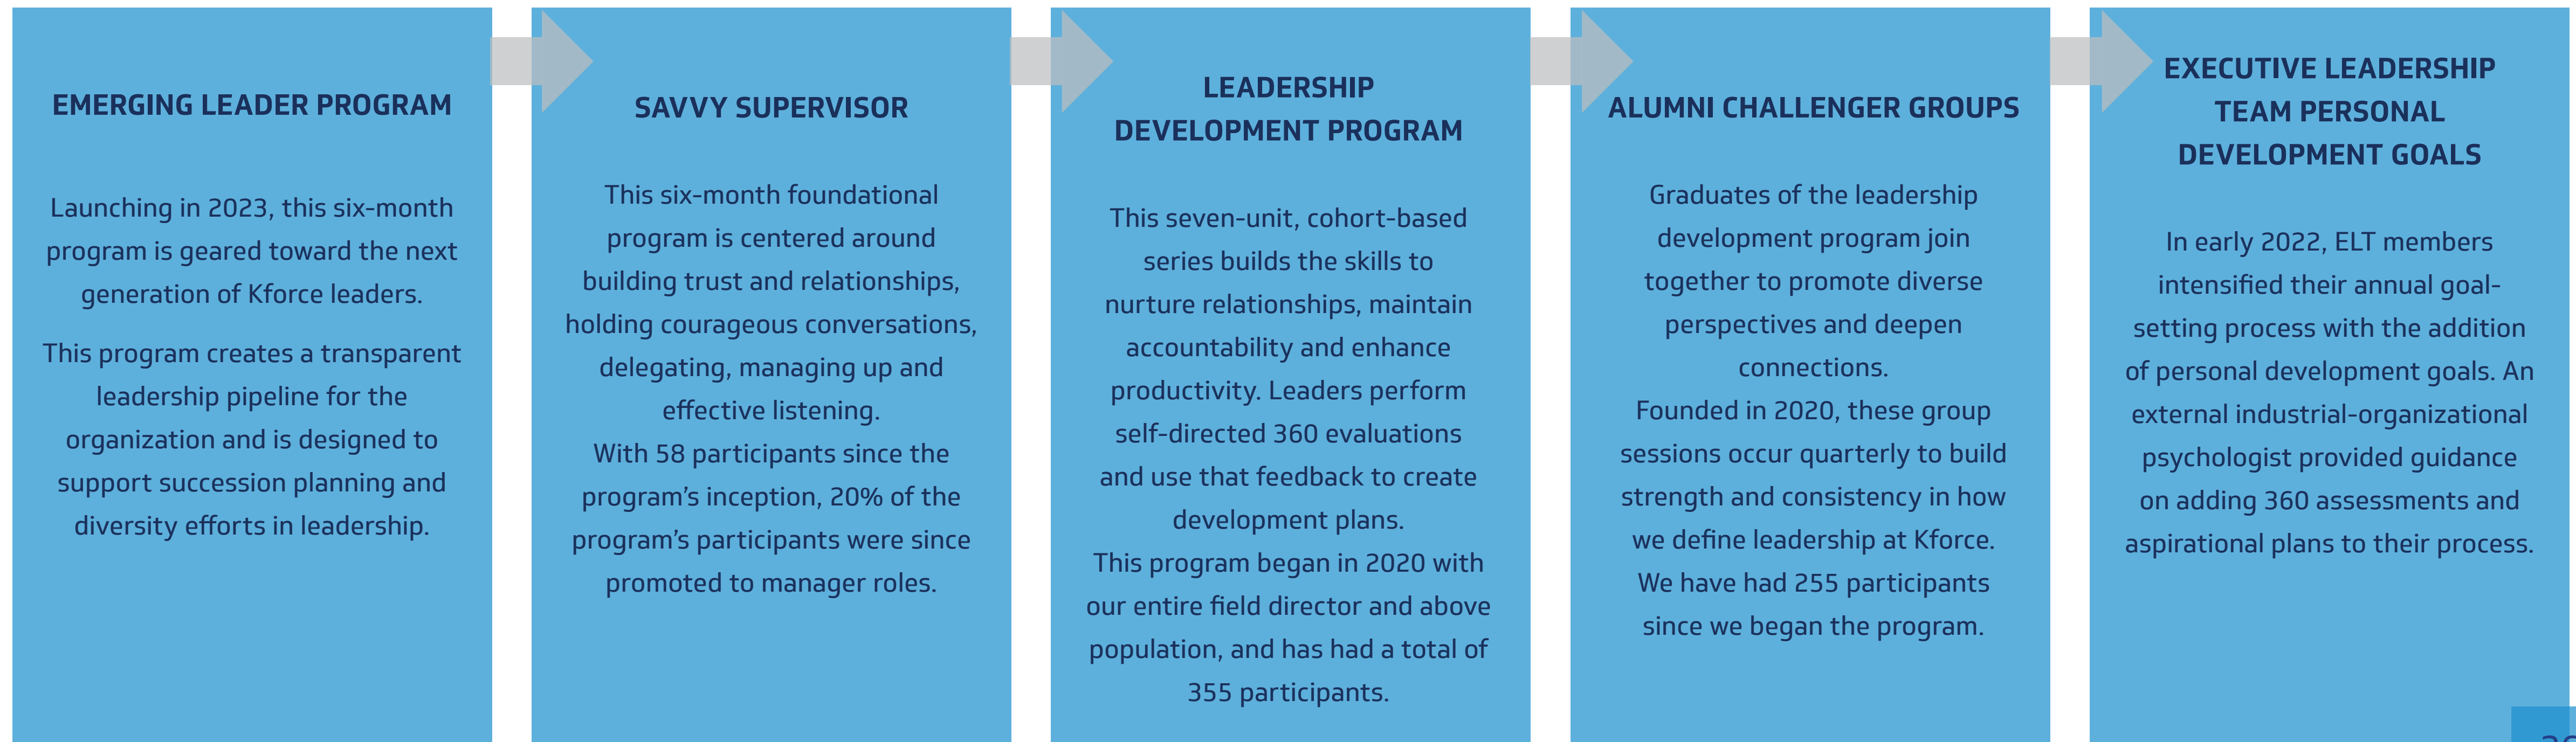 EMERGING LEADER PROGRAM
Launching in 2023, this six-month
program is geared toward the next
generation of Kforce leaders.
This program creates a transparent
leadership pipeline for the
organization and is designed to
support succession planning and
diversity efforts in leadership.
SAVVY SUPERVISOR
This six-month foundational
program is centered around
building trust and relationships,
holding courageous conversations,
delegating, managing up and
effective listening.
With 58 participants since the
program’s inception, 20% of the
program’s participants were since
promoted to manager roles.
LEADERSHIP
DEVELOPMENT PROGRAM
This seven-unit, cohort-based
series builds the skills to
nurture relationships, maintain
accountability and enhance
productivity. Leaders perform
self-directed 360 evaluations
and use that feedback to create
development plans.
This program began in 2020 with
our entire field director and above
population, and has had a total of
355 participants.
ALUMNI CHALLENGER GROUPS
Graduates of the leadership
development program join
together to promote diverse
perspectives and deepen
connections.
Founded in 2020, these group
sessions occur quarterly to build
strength and consistency in how
we define leadership at Kforce.
We have had 255 participants
since we began the program.
EXECUTIVE LEADERSHIP
TEAM PERSONAL
DEVELOPMENT GOALS
In early 2022, ELT members
intensified their annual goal-
setting process with the addition
of personal development goals. An
external industrial-organizational
psychologist provided guidance
on adding 360 assessments and
aspirational plans to their process.